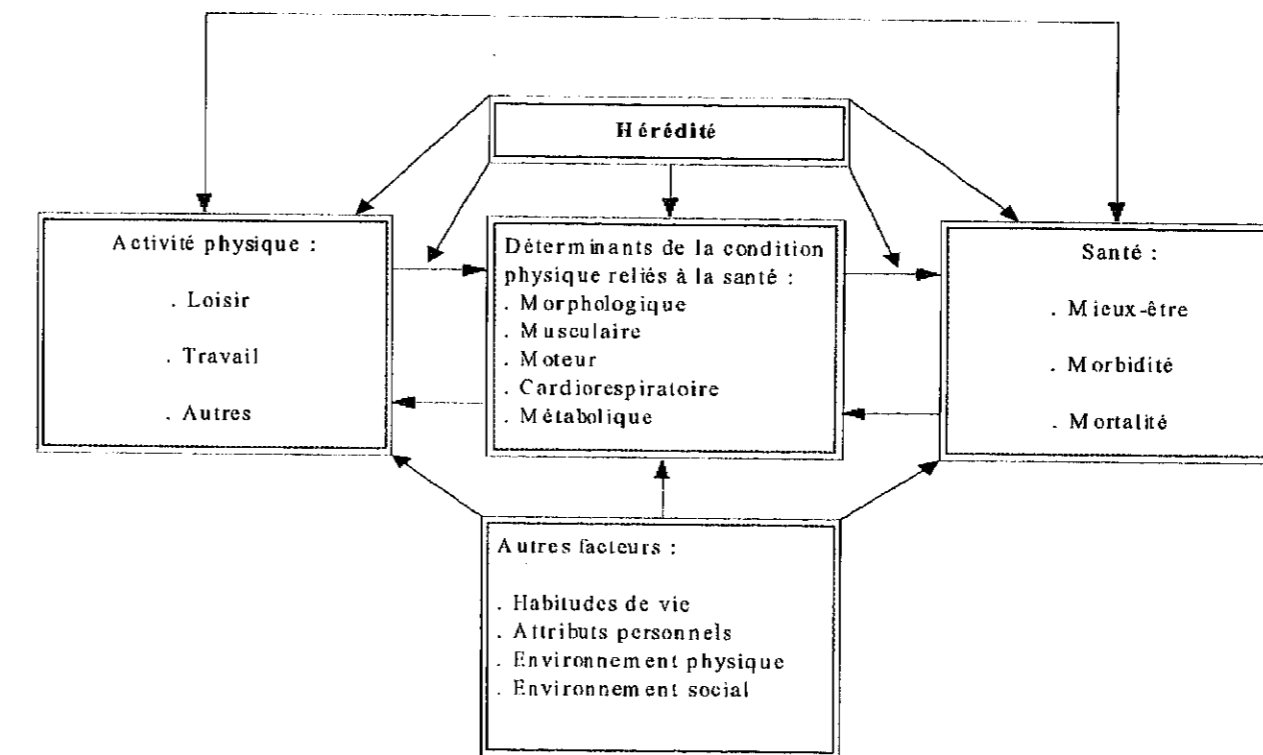 Hérédité
Activité physique :
. Loisir
. Travail
. Autres
Déterminants de la condition
physique reliés à la santé :
. Morphologique
. Musculaire
. Moteur
. Cardiorespiratoire
. Métabolique
Santé :
. Mieux-être
. Morbidité
. Mortalité
Autres facteurs :
. Habitudes de vie
. Attributs personnels
. Environnement physique
. Environnement social